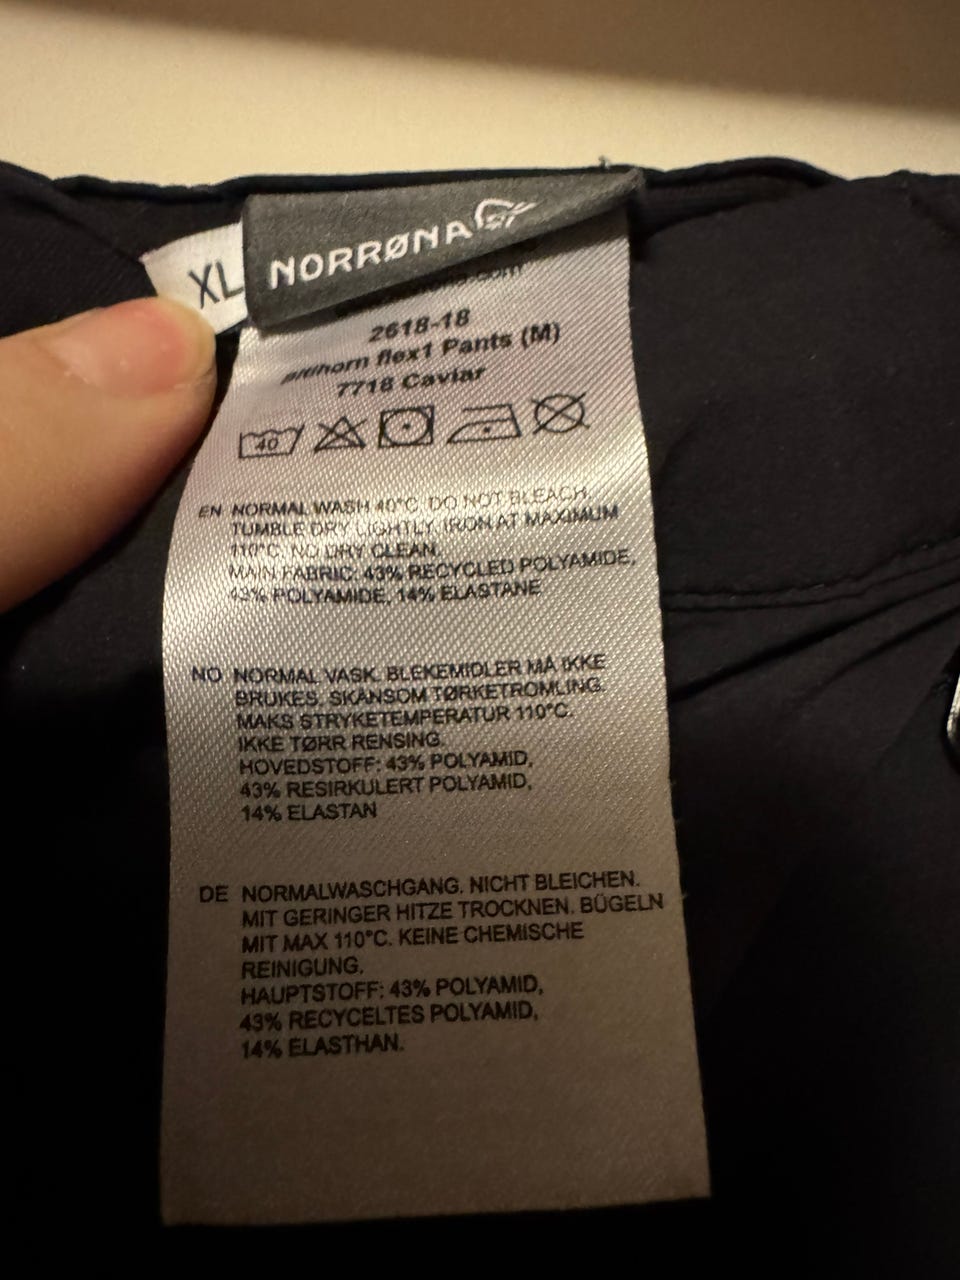 XL
NORRØNA
2618-18
flex1 Pants (M)
7718 Caviar
40
EN NORMAL WASH 40°C. DO NOT BLEACH.
TUMBLE DRY LIGHTLY. IRON AT MAXIMUM
110°C. NO DRY CLEAN.
MAIN FABRIC: 43% RECYCLED POLYAMIDE,
43% POLYAMIDE, 14% ELASTANE
NO NORMAL VASK. BLEKEMIDLER MÅ IKKE
BRUKES. SKÅNSOM TØRKETROMLING.
MAKS STRYKETEMPERATUR 110°C.
IKKE TØRR RENSING.
HOVEDSTOFF: 43% POLYAMID,
43% RESIRKULERT POLYAMID,
14% ELASTAN
DE NORMALWASCHGANG. NICHT BLEICHEN.
MIT GERINGER HITZE TROCKNEN. BÜGELN
MIT MAX 110°C. KEINE CHEMISCHE
REINIGUNG.
HAUPTSTOFF: 43% POLYAMID,
43% RECYCELTES POLYAMID,
14% ELASTHAN.